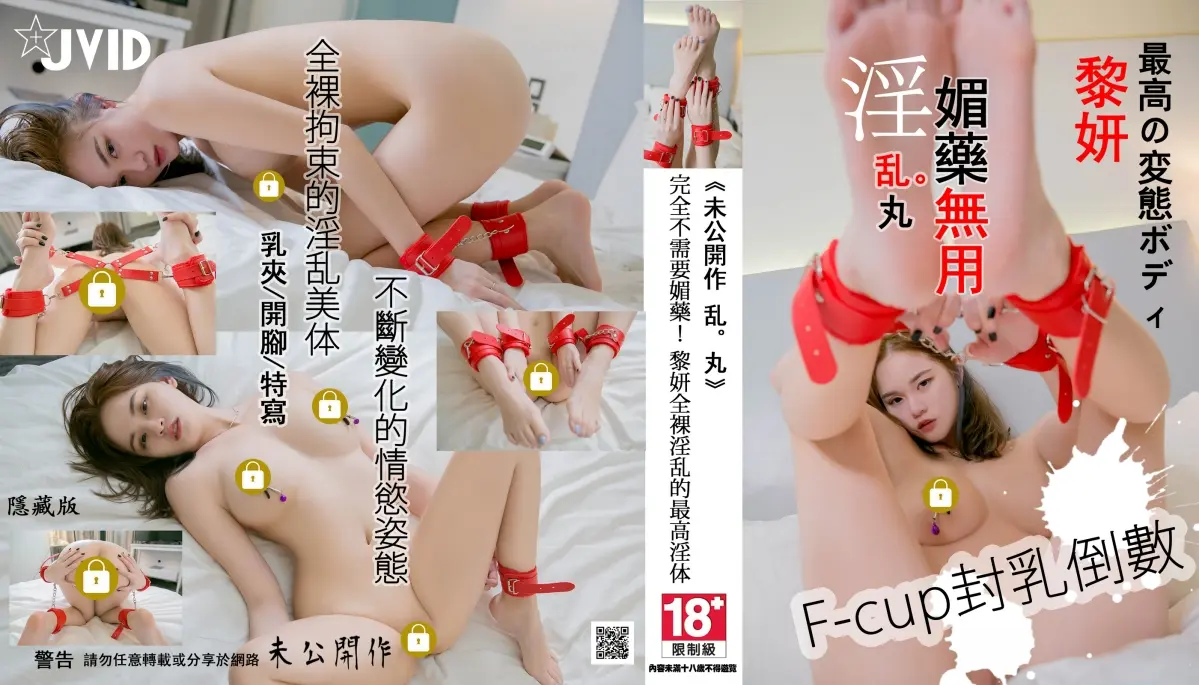 JVID
全裸拘束的淫乱美体
乳夾/開腳/特寫
不斷變化的情慾姿態
隱藏版
警告 請勿任意轉載或分享於網路
未公開作
《未公開作 乱。丸》
完全不需要媚藥！ 黎妍全裸淫乱的最高淫体
18+
限制級
內容未滿十八歲不得遊覽
最高の変態ボディ
黎妍
媚藥無用
淫乱。丸
F-cup封乳倒數